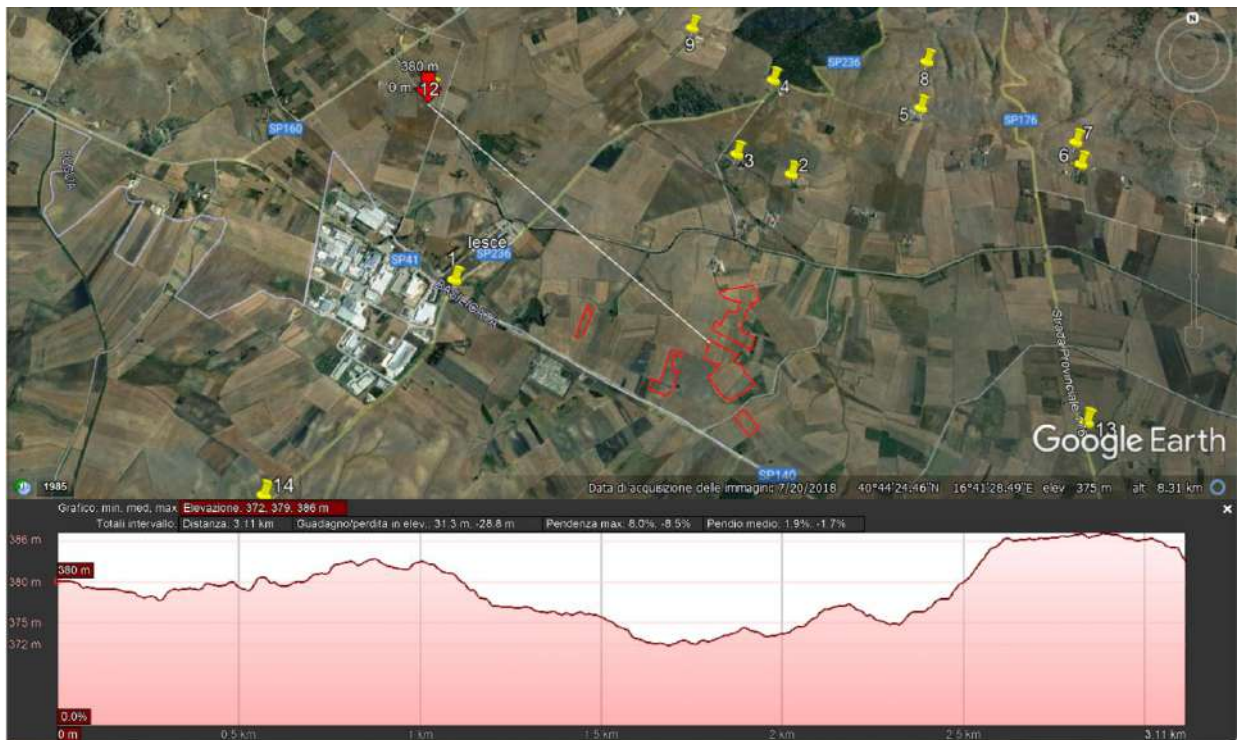 N
9
SP236
380 m
0 m
12
4
8
5
SP160
SP176
7
6
3
2
Iesce
SP41
SP236
1
13
Google Earth
SP140
14
1985
Data di acquisizione delle immagini: 7/20/2018 40°44'24.46"N 16°41'28.49"E elev 375 m alt 8.31 km
Grafico: min, med, max Elevazione: 372, 379, 386 m
Totali intervallo: Distanza: 3.11 km Guadagno/perdita in elev.: 31.3 m, -28.8 m Pendenza max: 8.0%, -8.5% Pendio medio: 1.9%, -1.7%
386 m
380 m
380 m
375 m
372 m
0.0%
0 m 0.5 km 1 km 1.5 km 2 km 2.5 km 3.11 km